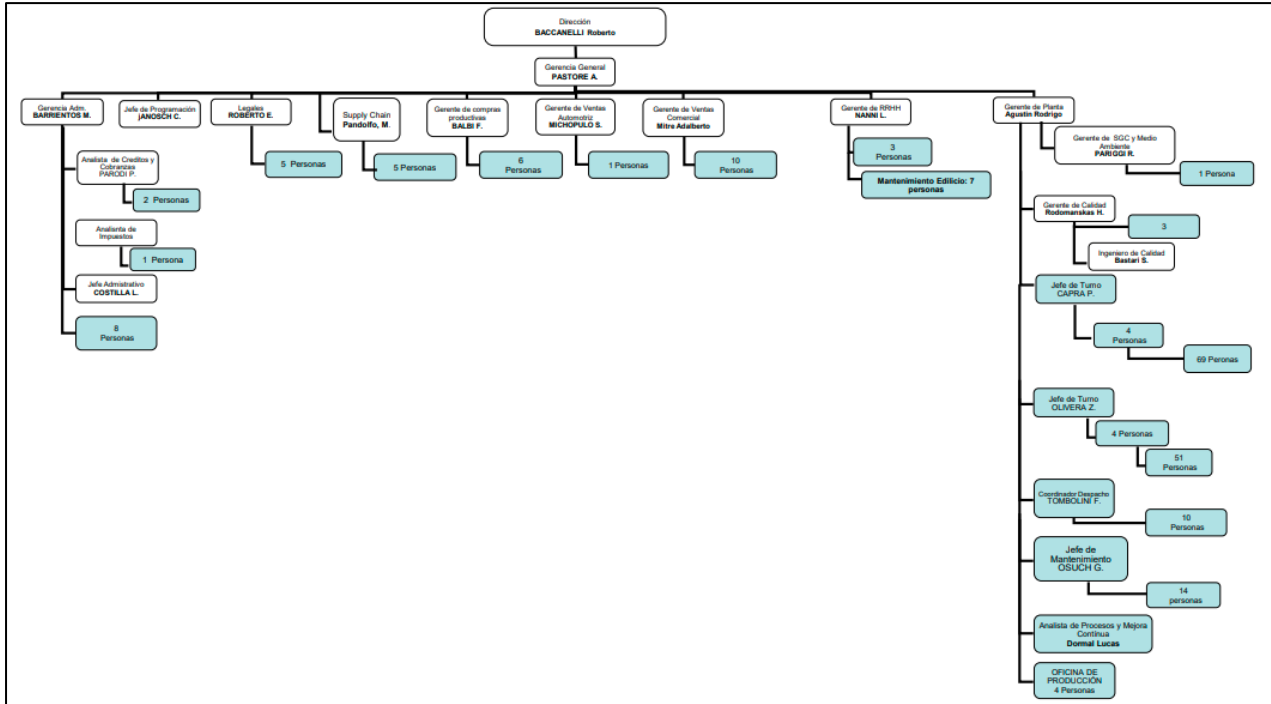 Dirección
BACCANELLI Roberto
Gerencia General
PASTORE A.
Gerencia Adm.
BARRIENTOS M.
Jefe de Programación
jANOSCH C.
Legales
ROBERTO E.
Supply Chain
Pandolfo, M.
Gerente de compras
productivas
BALBI F.
Gerente de Ventas
Automotriz
MICHOPULO S.
Gerente de Ventas
Comercial
Mitre Adalberto
Gerente de RRHH
NANNI L.
Gerente de Planta
Agustin Rodrigo
Analista de Creditos y
Cobranzas
PARODI P.
2 Personas
Analista de
Impuestos
1 Persona
Jefe Admistrativo
COSTILLA L.
8
Personas
5 Personas
5 Personas
6
Personas
1 Personas
10
Personas
3
Personas
Mantenimiento Edilicio: 7
personas
Gerente de SGC y Medio
Ambiente
PARIGGI R.
1 Persona
Gerente de Calidad
Rodomanskas H.
3
Ingeniero de Calidad
Bastari S.
Jefe de Turno
CAPRA P.
4
Personas
69 Peronas
Jefe de Turno
OLIVERA Z.
4 Personas
51
Personas
Coordinador Despacho
TOMBOLINI F.
10
Personas
Jefe de
Mantenimiento
OSUCH G.
14
personas
Analista de Procesos y Mejora
Contínua
Dormal Lucas
OFICINA DE
PRODUCCIÓN
4 Personas